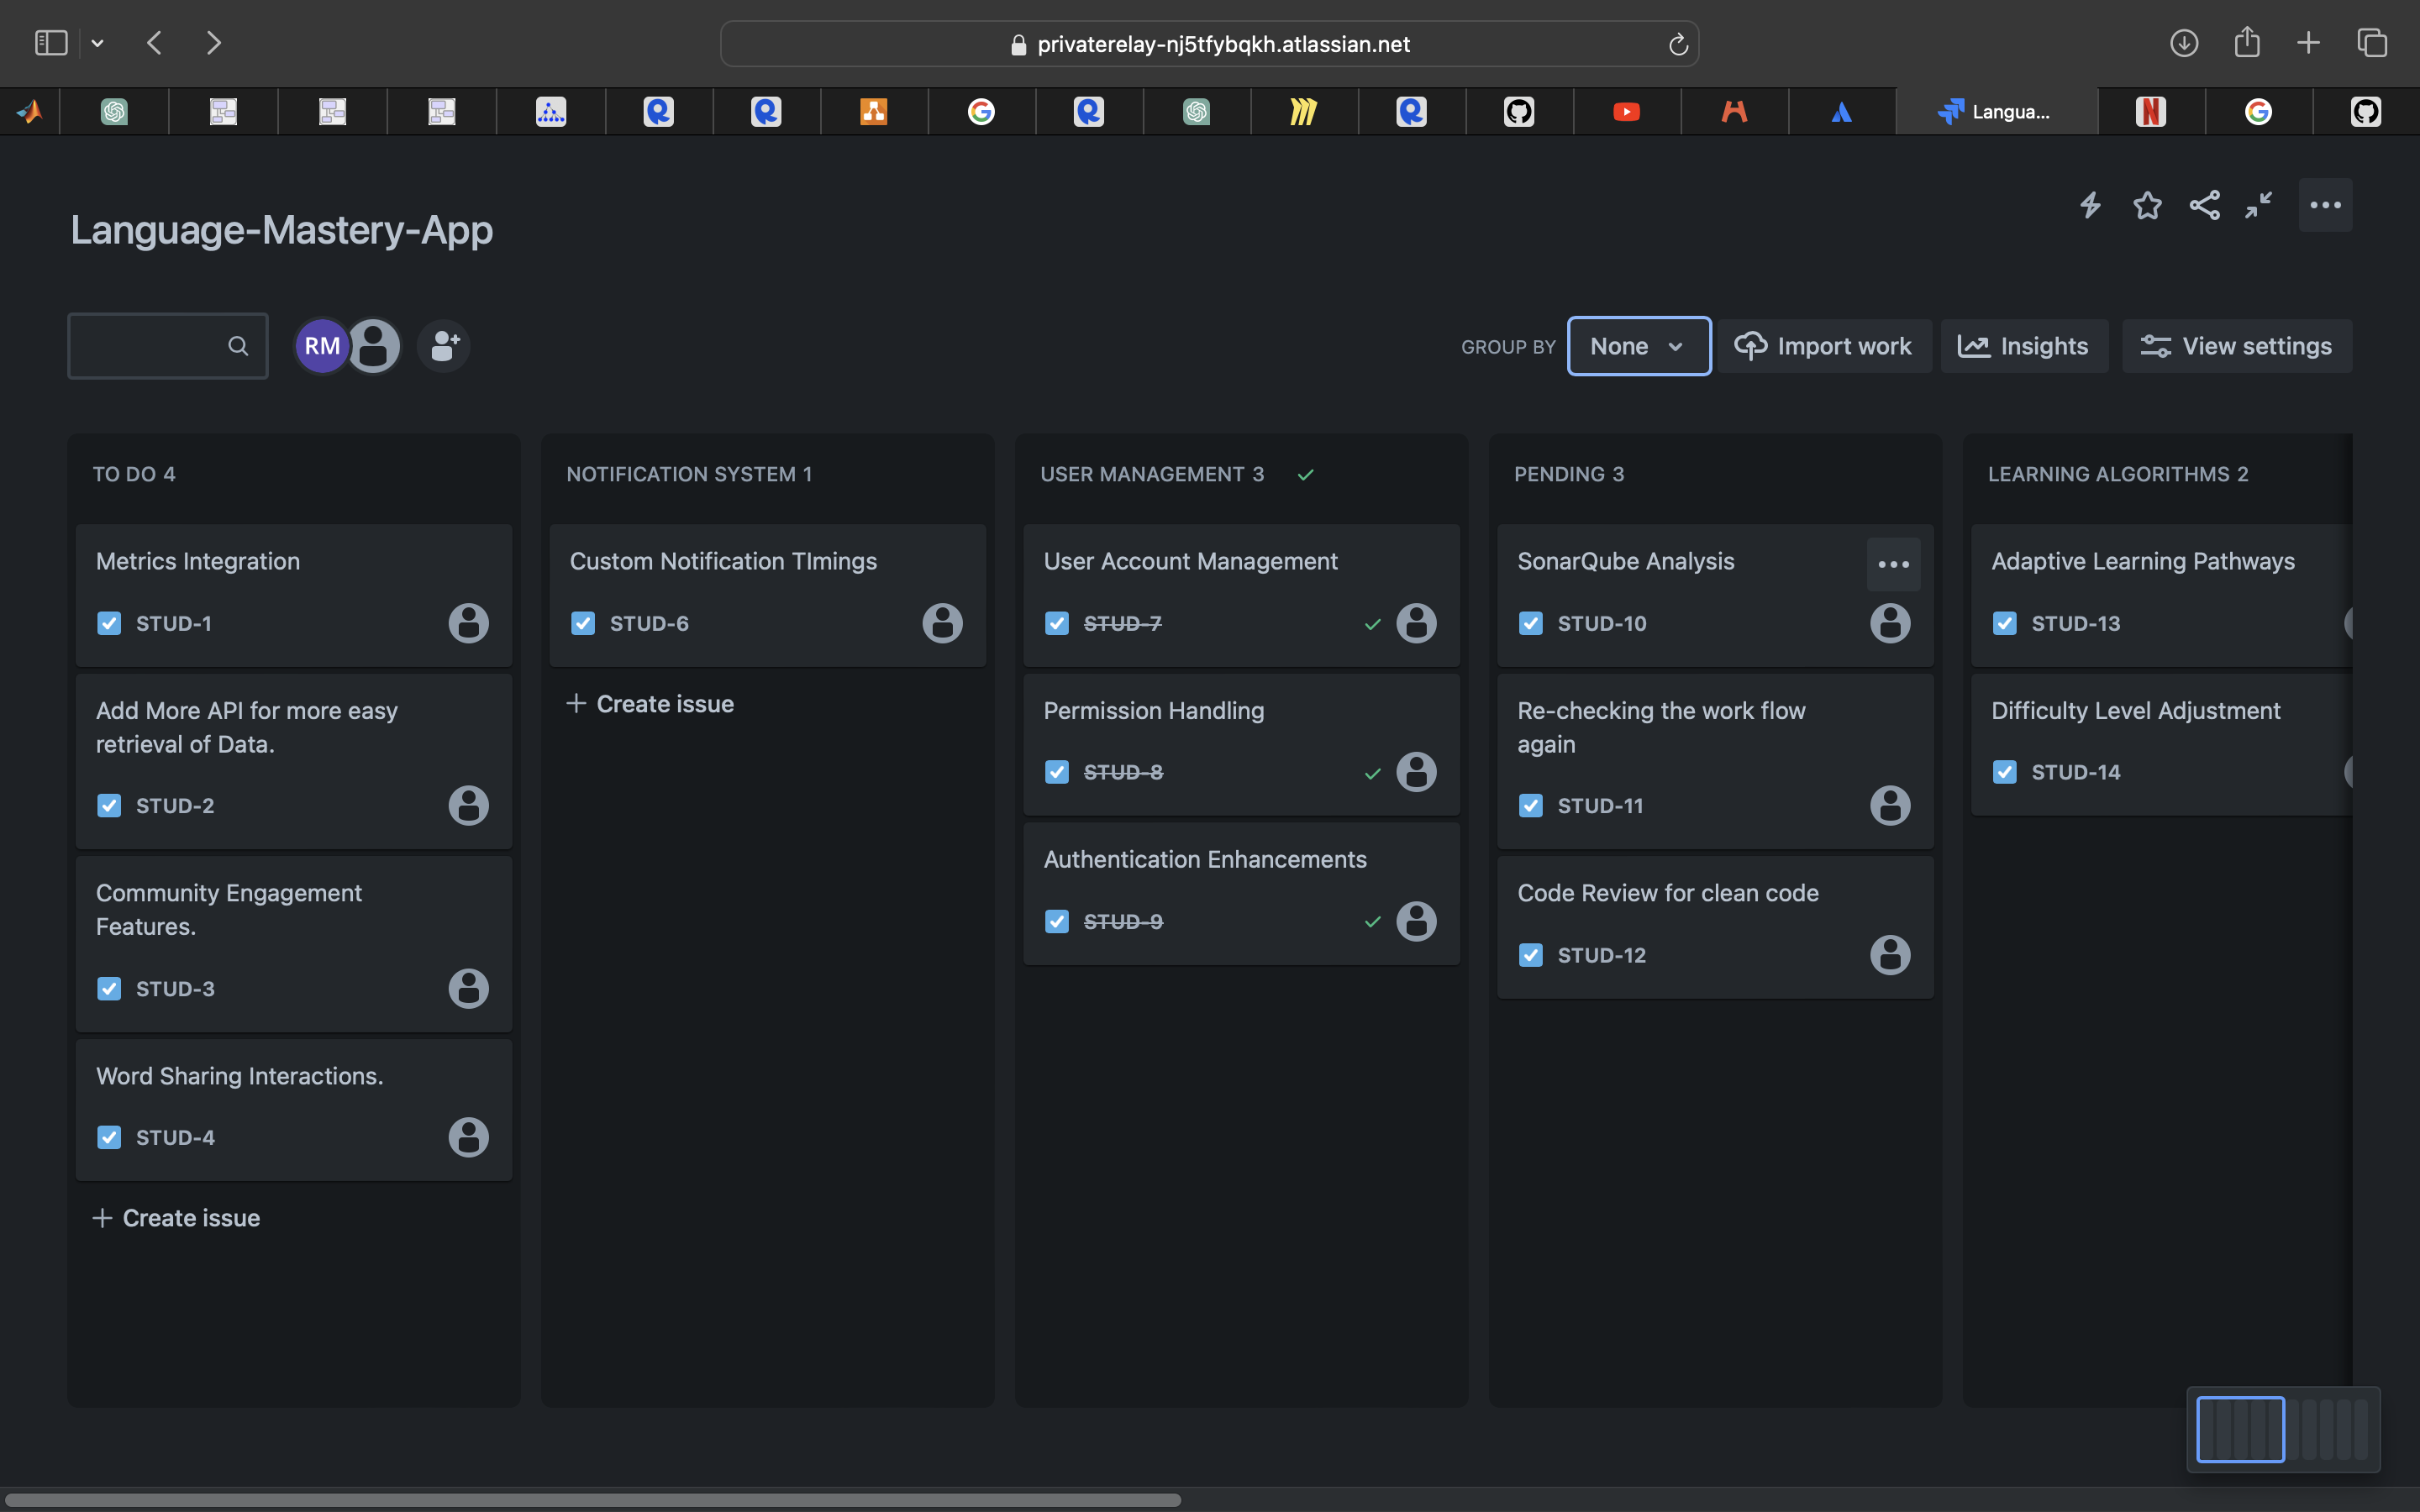 privaterelay-nj5tfybqkh.atlassian.net
Langua...
Language-Mastery-App
RM
GROUP BY
None
Import work
Insights
View settings
TO DO 4
Metrics Integration
STUD-1
Add More API for more easy
retrieval of Data.
STUD-2
Community Engagement
Features.
STUD-3
Word Sharing Interactions.
STUD-4
+ Create issue
NOTIFICATION SYSTEM 1
Custom Notification TImings
STUD-6
+ Create issue
USER MANAGEMENT 3
User Account Management
STUD-7
Permission Handling
STUD-8
Authentication Enhancements
STUD-9
PENDING 3
SonarQube Analysis
STUD-10
Re-checking the work flow
again
STUD-11
Code Review for clean code
STUD-12
LEARNING ALGORITHMS 2
Adaptive Learning Pathways
STUD-13
Difficulty Level Adjustment
STUD-14